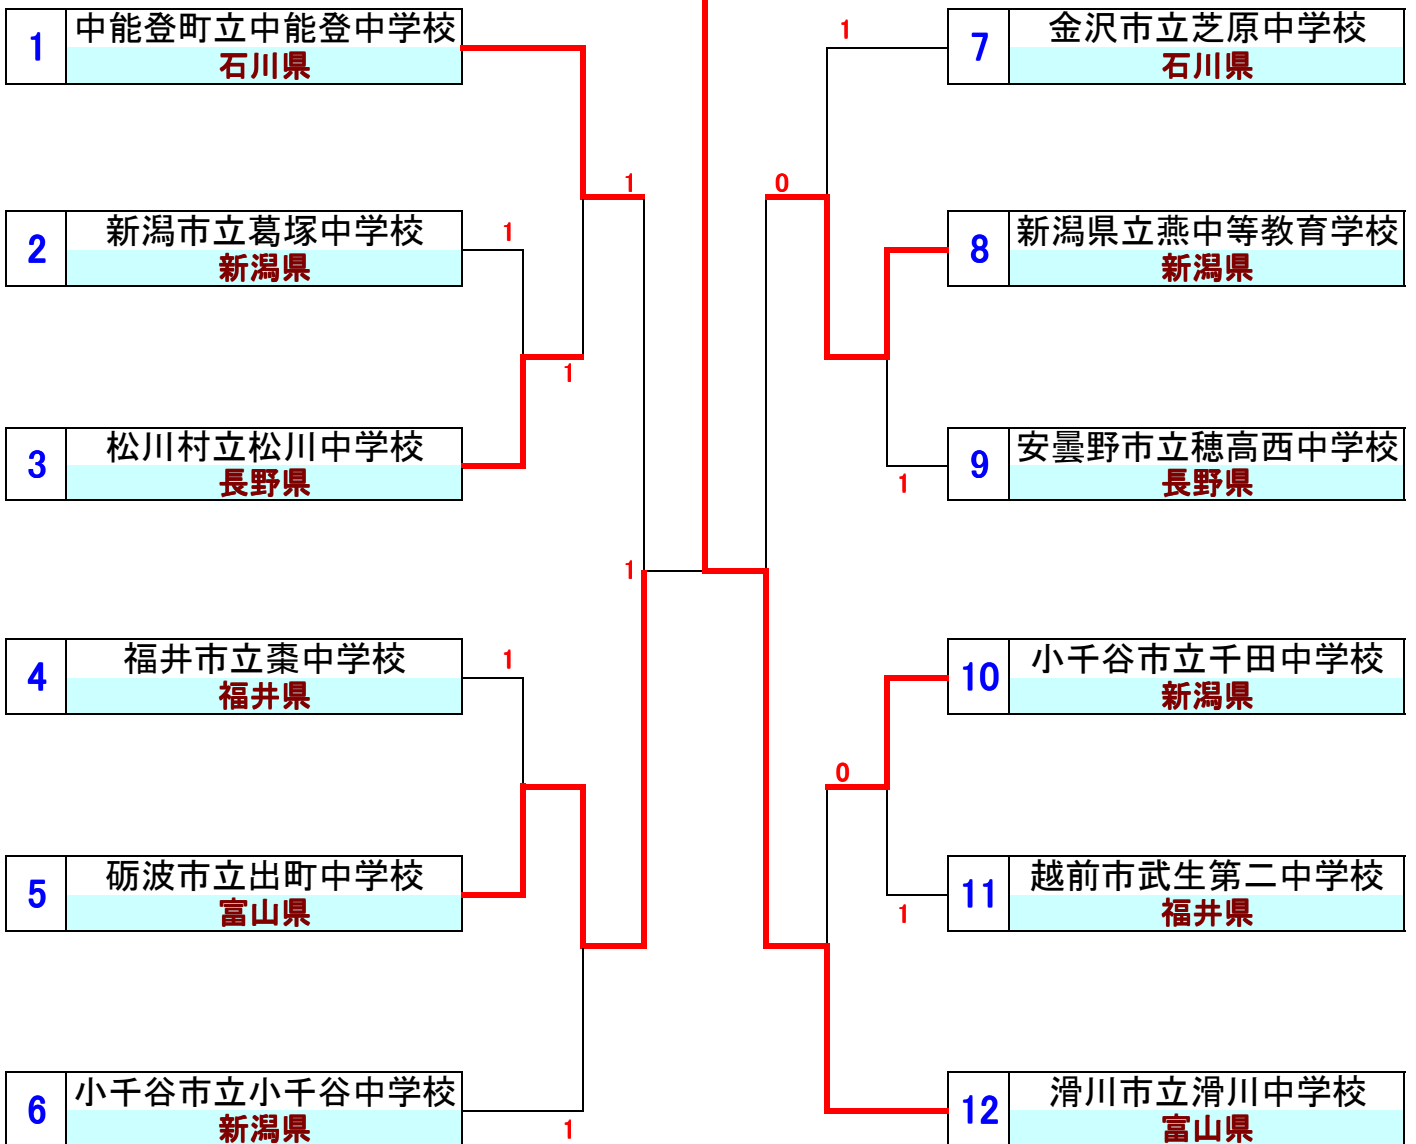 1
中能登町立中能登中学校
石川県
2
新潟市立葛塚中学校
新潟県
3
松川村立松川中学校
長野県
4
福井市立棗中学校
福井県
5
砺波市立出町中学校
富山県
6
小千谷市立小千谷中学校
新潟県
1
1
1
1
1
1
7
金沢市立芝原中学校
石川県
8
新潟県立燕中等教育学校
新潟県
9
安曇野市立穂高西中学校
長野県
10
小千谷市立千田中学校
新潟県
11
越前市武生第二中学校
福井県
12
滑川市立滑川中学校
富山県
1
0
1
0
1